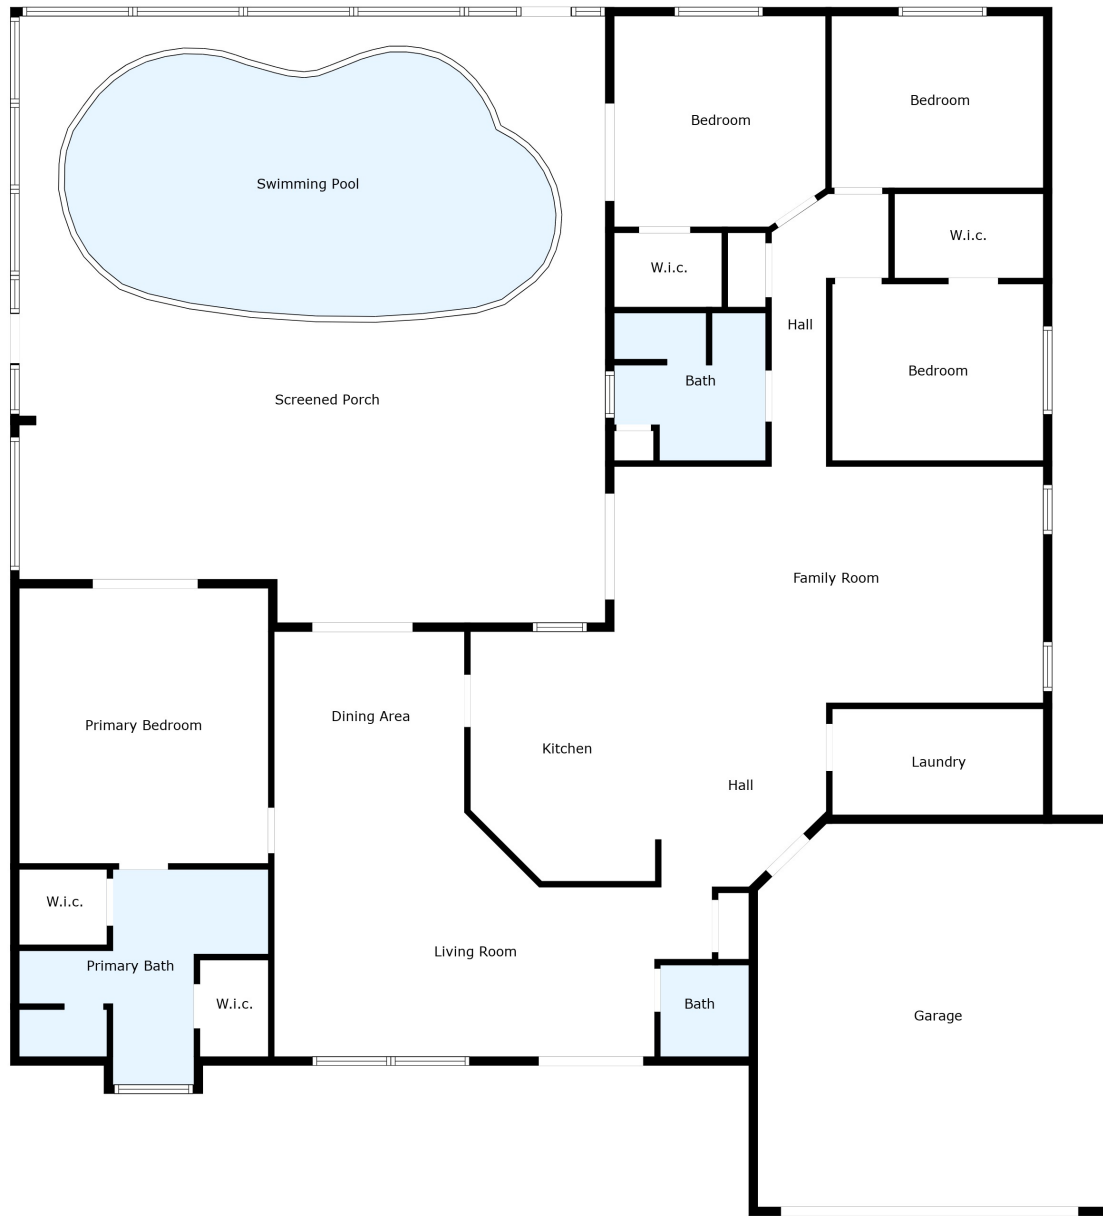 Bedroom
Bedroom
Swimming Pool
W.i.c.
W.i.c.
Hall
Bedroom
Bath
Screened Porch
Family Room
Dining Area
Primary Bedroom
Kitchen
Laundry
Hall
W.i.c.
Living Room
Primary Bath
W.i.c.
Bath
Garage